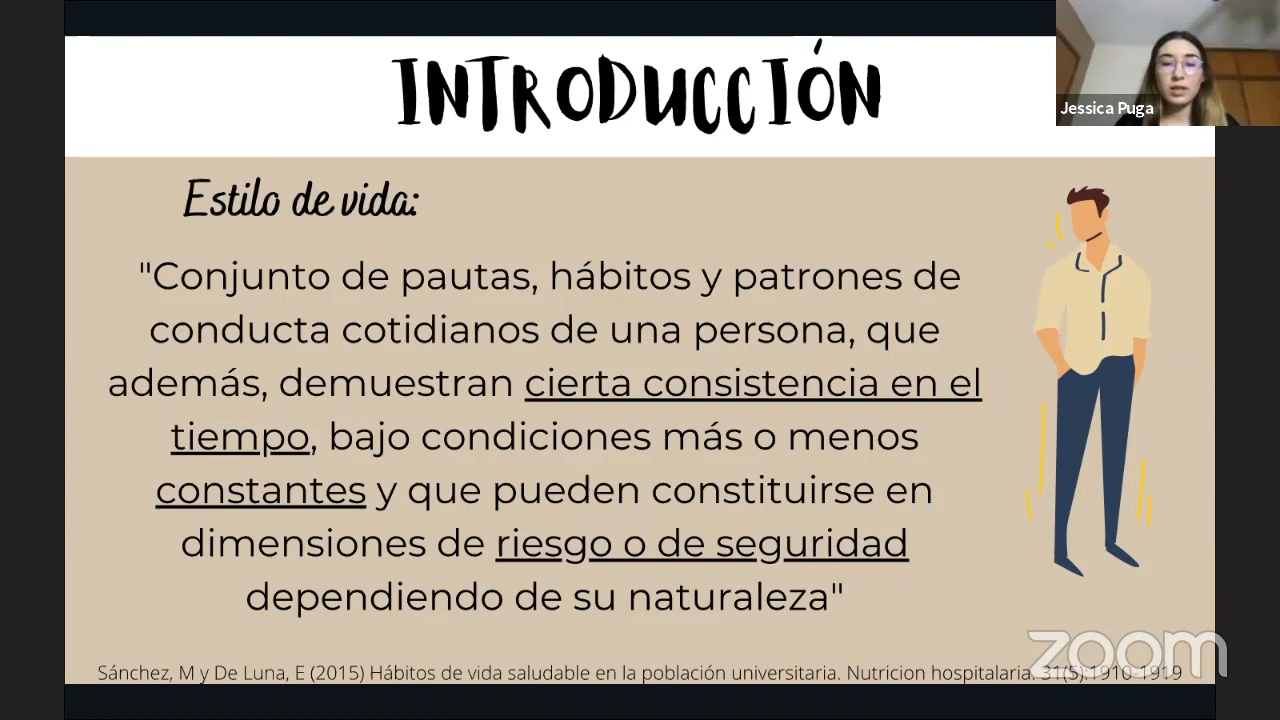 INTRODUCCIÓN
Jessica Puga
Estilo de vida:
"Conjunto de pautas, hábitos y patrones de
conducta cotidianos de una persona, que
además, demuestran cierta consistencia en el
tiempo, bajo condiciones más o menos
constantes y que pueden constituirse en
dimensiones de riesgo o de seguridad
dependiendo de su naturaleza"
zoom
Sánchez, M y De Luna, E (2015) Hábitos de vida saludable en la población universitaria. Nutricion hospitalaria. 31(5):1910-1919